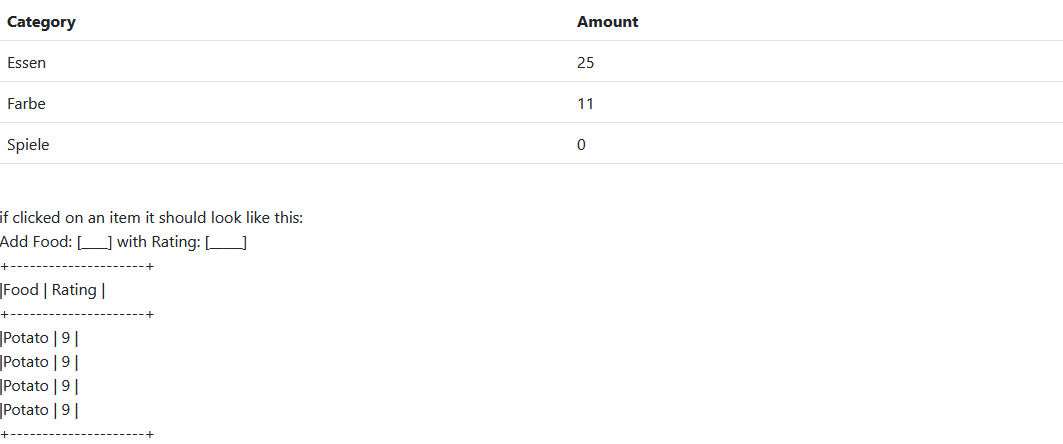 Category Amount
Essen 25
Farbe 11
Spiele 0
if clicked on an item it should look like this:
Add Food: [___] with Rating: [____]
+---------------------+
|Food | Rating |
+---------------------+
|Potato | 9 |
|Potato | 9 |
|Potato | 9 |
|Potato | 9 |
+---------------------+